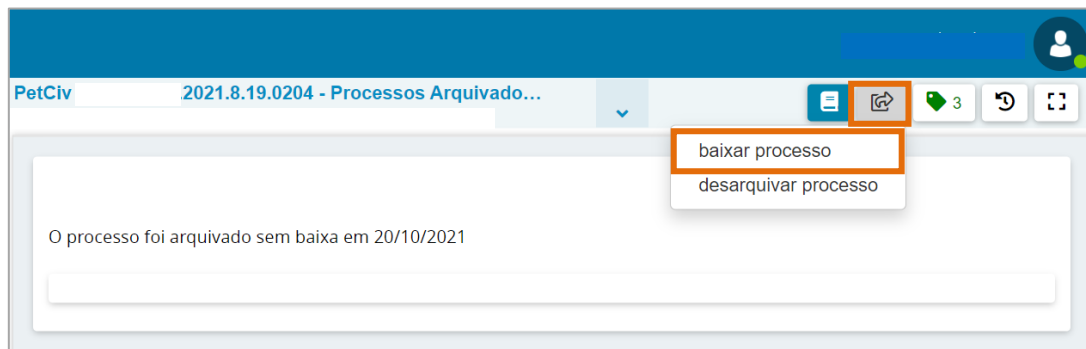 PetCiv .2021.8.19.0204 - Processos Arquivado...
3
baixar processo
desarquivar processo
O processo foi arquivado sem baixa em 20/10/2021